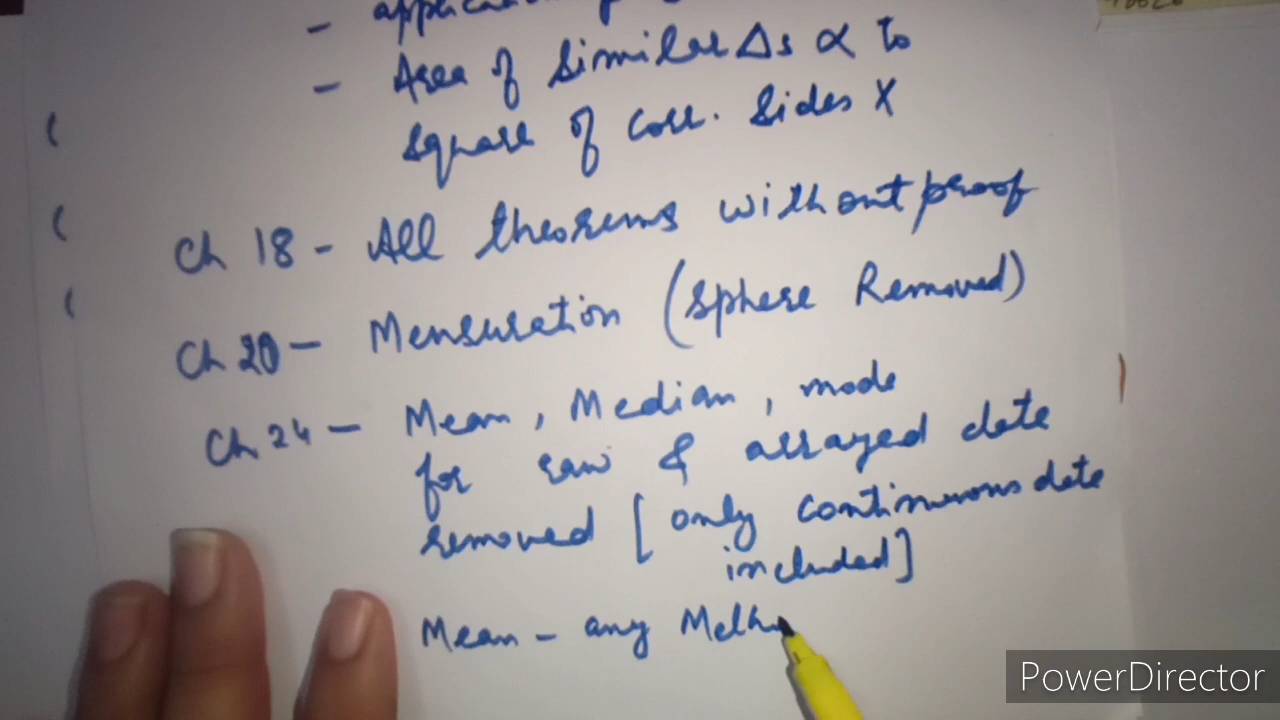 - application
- Area of Similar Δs ∝ to
Square of Corr. Sides X
Ch 18 - All theorems without proof
Ch 20 - Mensuration (Sphere Removed)
Ch 24 - Mean, Median, mode
for raw & arrayed data
removed [only continuous data
included]
Mean - any Meth
PowerDirector